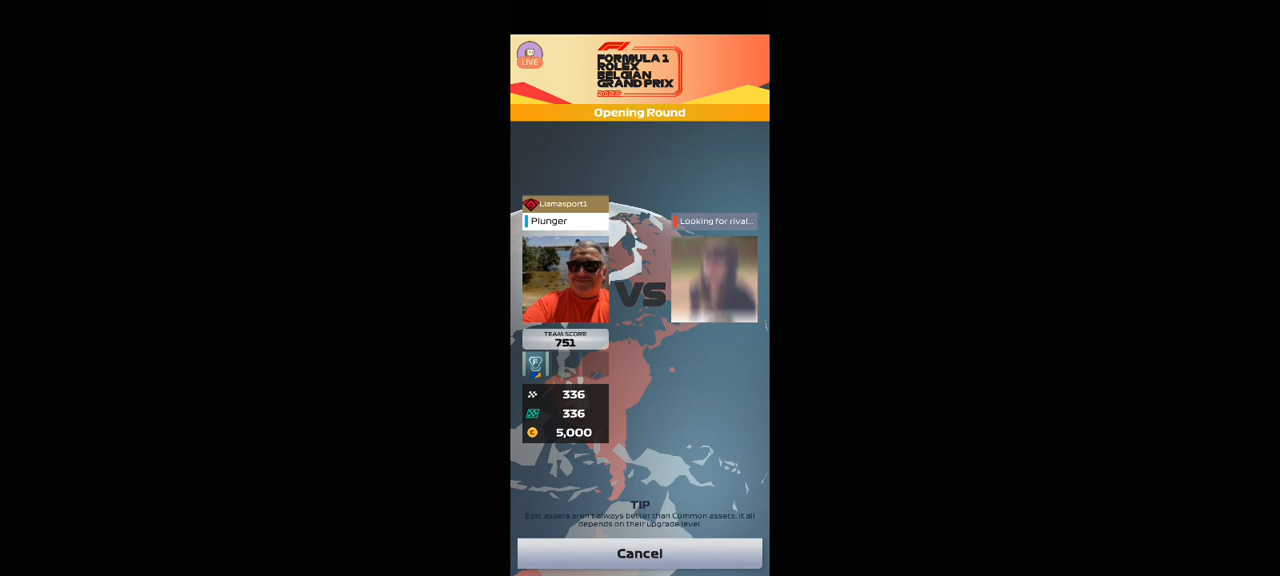 LIVE
FORMULA 1
ROLEX
BELGIAN
GRAND PRIX
2022
Opening Round
Llamasport1
Plunger
Looking for rival...
VS
TEAM SCORE
751
336
336
5,000
TIP
Epic assets aren't always better than Common assets, it all
depends on their upgrade level.
Cancel